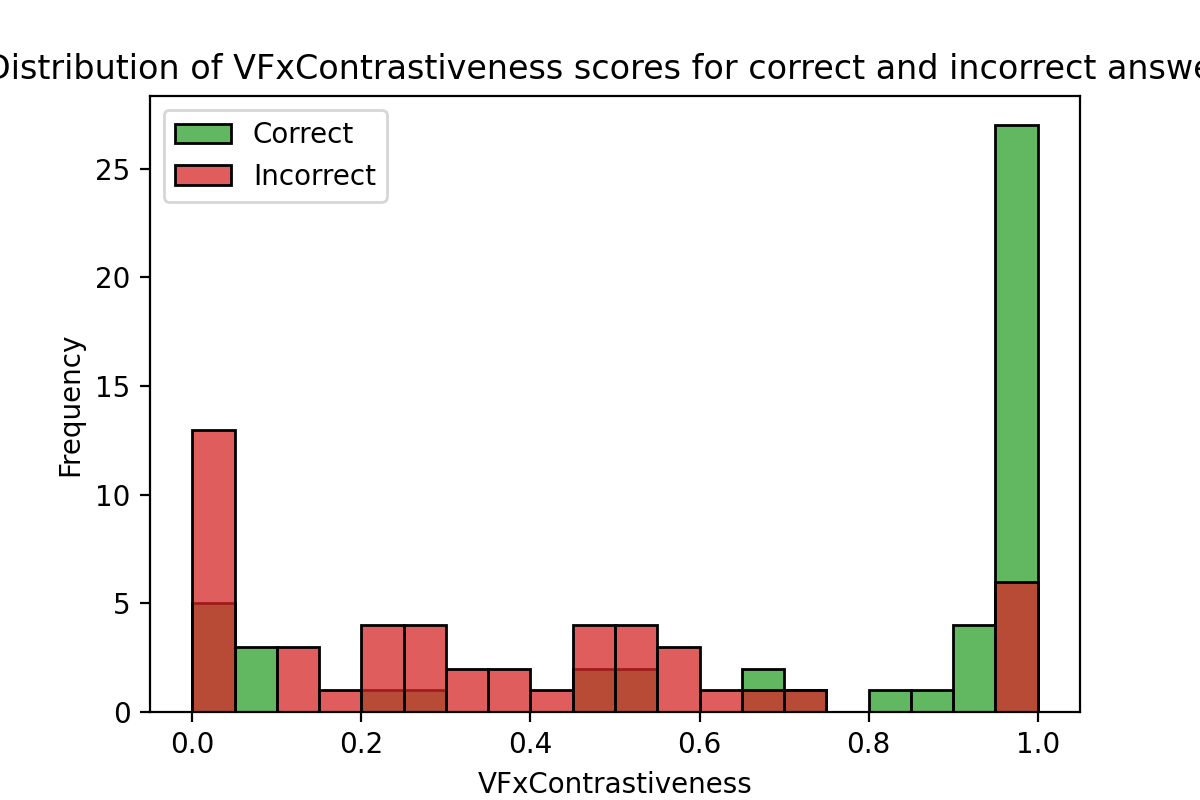 Distribution of VFxContrastiveness scores for correct and incorrect answe
Correct
Incorrect
25
20
15
10
5
0
Frequency
0.0 0.2 0.4 0.6 0.8 1.0
VFxContrastiveness